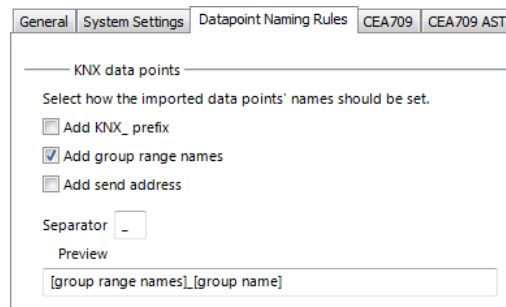 General System Settings Datapoint Naming Rules CEA709 CEA709 AST
KNX data points
Select how the imported data points' names should be set.
Add KNX_ prefix
Add group range names
Add send address
Separator _
Preview
[group range names]_[group name]